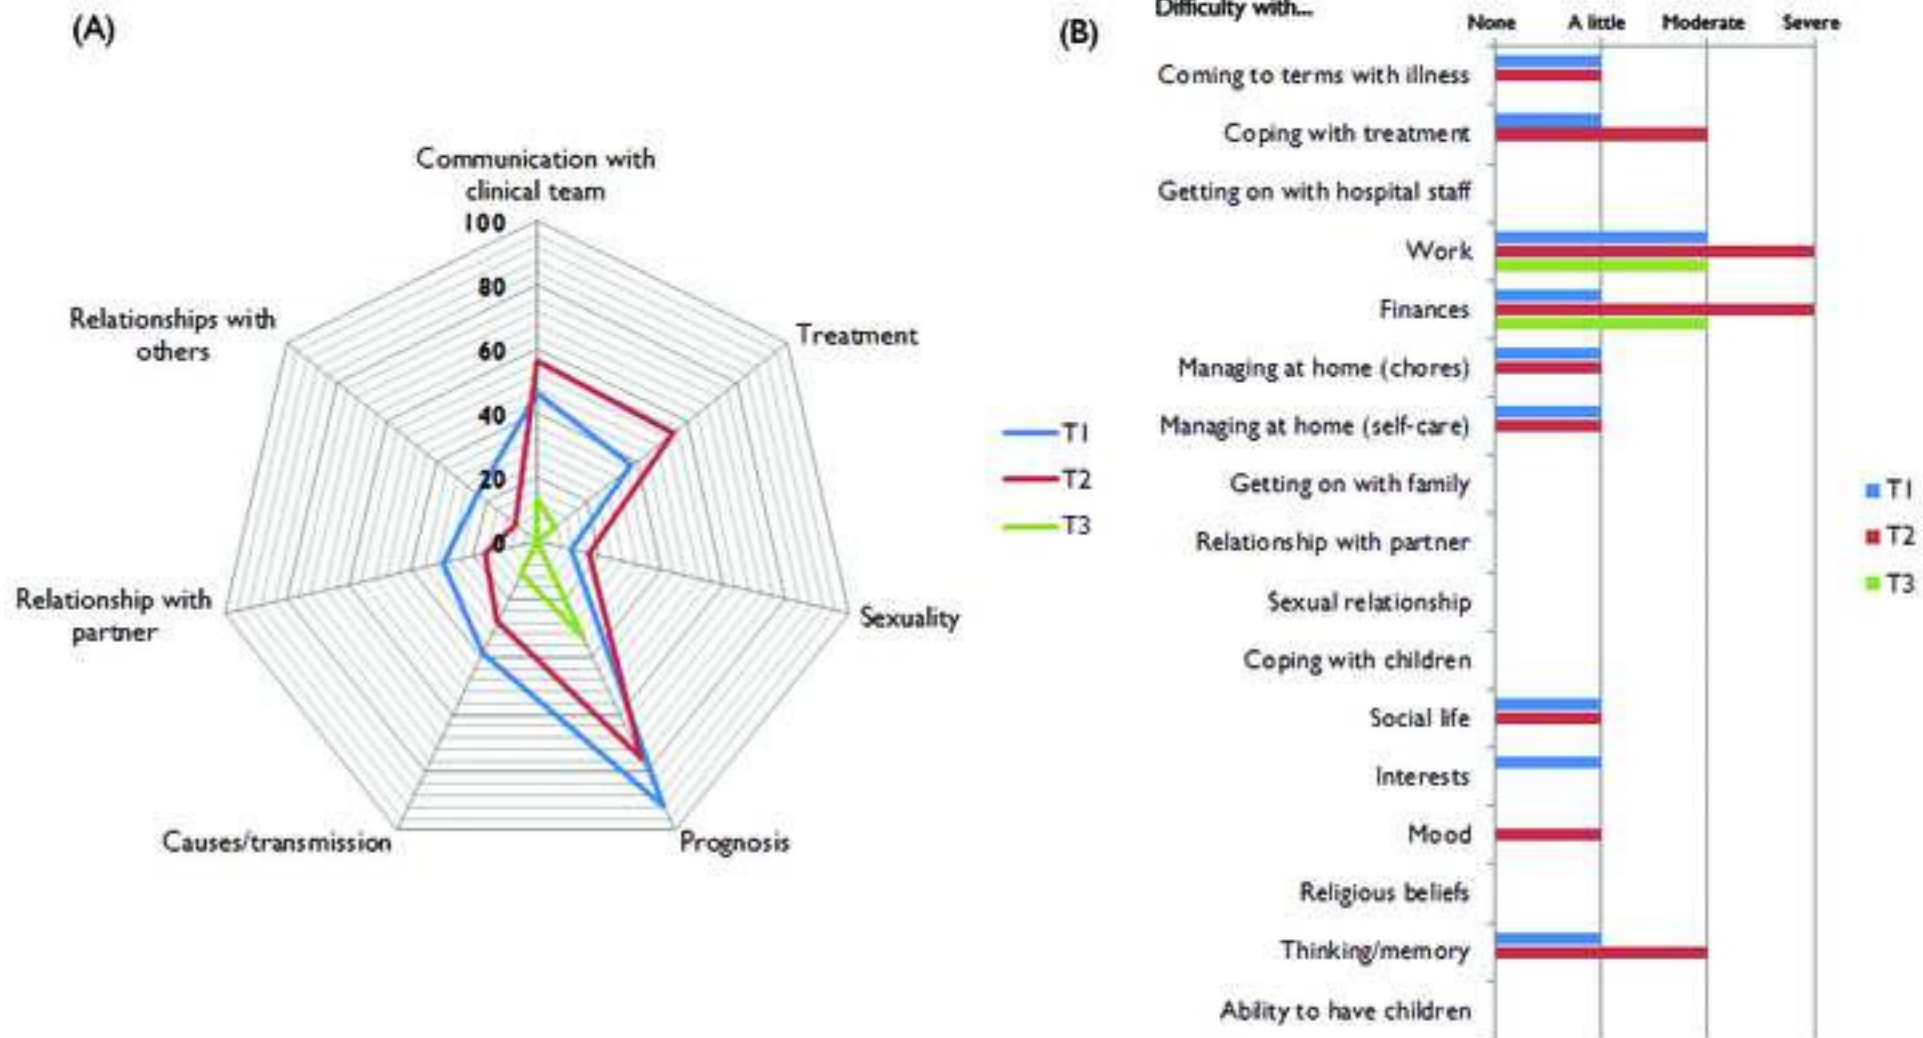 (A)
Communication with
clinical team
100
80
60
40
20
0
Treatment
Sexuality
Prognosis
Causes/transmission
Relationship with
partner
Relationships with
others
T1
T2
T3
(B)
Difficulty with...
None A little Moderate Severe
Coming to terms with illness
Coping with treatment
Getting on with hospital staff
Work
Finances
Managing at home (chores)
Managing at home (self-care)
Getting on with family
Relationship with partner
Sexual relationship
Coping with children
Social life
Interests
Mood
Religious beliefs
Thinking/memory
Ability to have children
T1
T2
T3